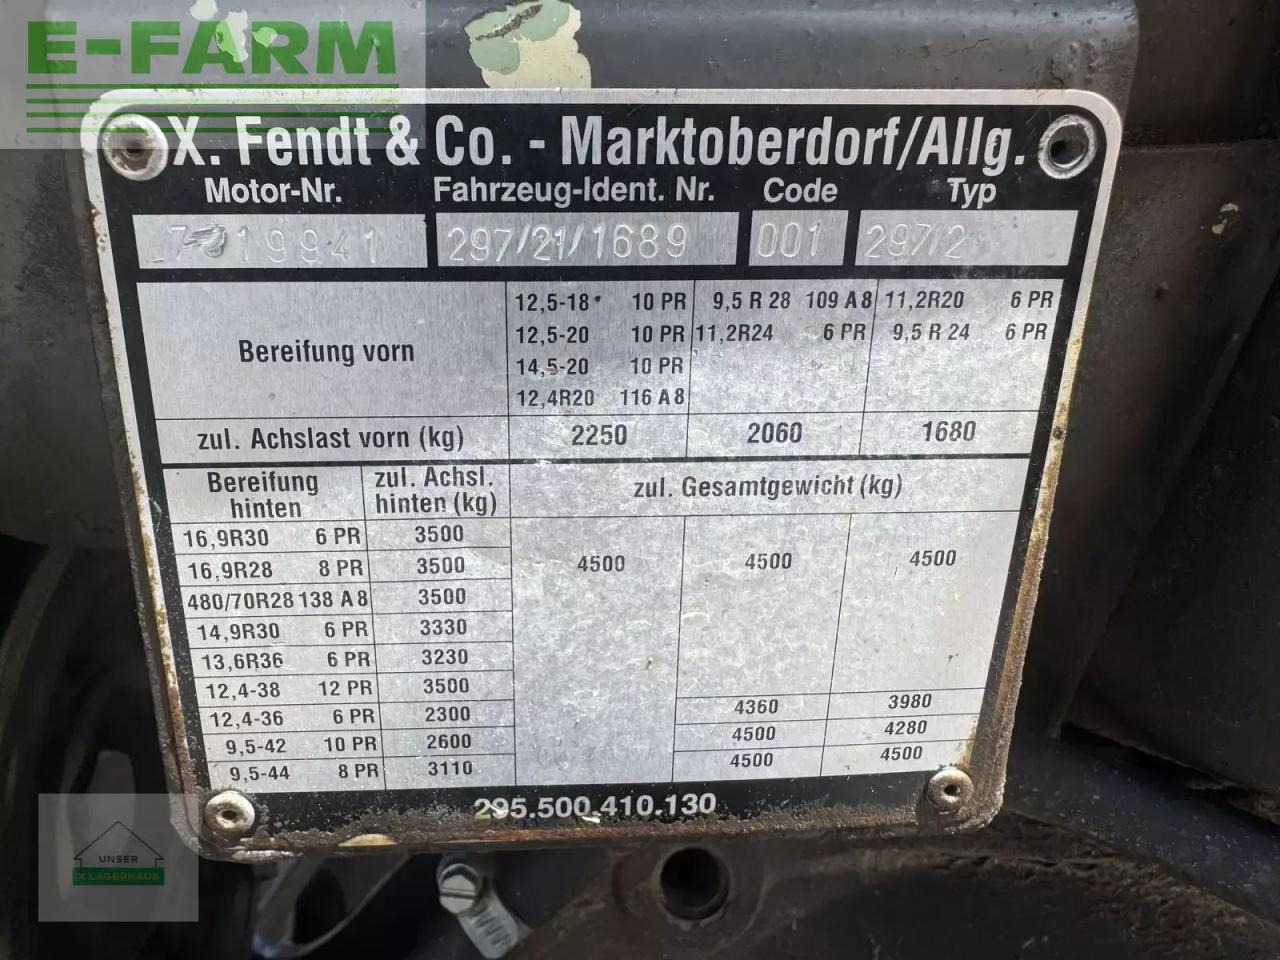 E-FARM
X. Fendt & Co. - Marktoberdorf/Allg.
Motor-Nr. Fahrzeug-Ident. Nr. Code Typ
297/21/1689 001 297/2
Bereifung vorn
12,5-18 10 PR 9,5 R 28 109 A8 11,2R20 6 PR
12,5-20 10 PR 11,2R24 6 PR 9,5 R 24 6 PR
14,5-20 10 PR
12,4R20 116 A8
zul. Achslast vorn (kg) 2250 2060 1680
Bereifung hinten zul. Achsl. hinten (kg) zul. Gesamtgewicht (kg)
16,9R30 6 PR 3500
16,9R28 8 PR 3500 4500 4500 4500
480/70R28 138 A8 3500
14,9R30 6 PR 3330
13,6R36 6 PR 3230
12,4-38 12 PR 3500
12,4-36 6 PR 2300 4360 3980
9,5-42 10 PR 2600 4500 4280
9,5-44 8 PR 3110 4500 4500
295.500.410.130
UNSER
X LAGERHAUS